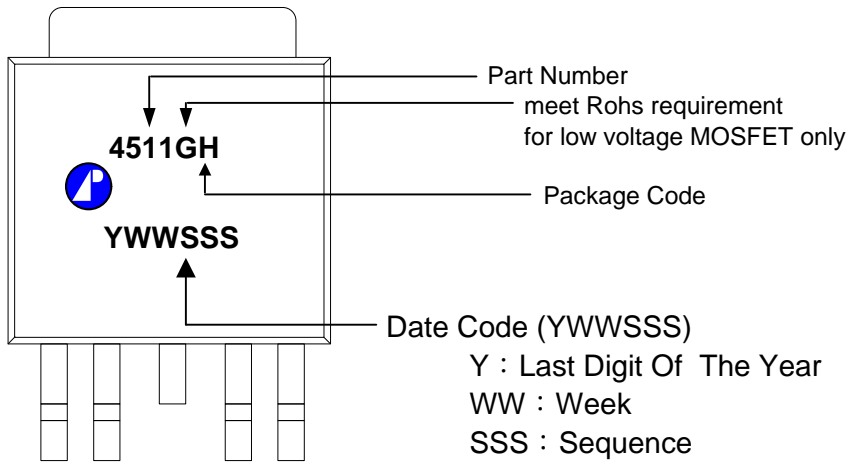 Part Number
meet Rohs requirement
for low voltage MOSFET only
4511GH
Package Code
YWWSSS
Date Code (YWWSSS)
Y：Last Digit Of The Year
WW：Week
SSS：Sequence